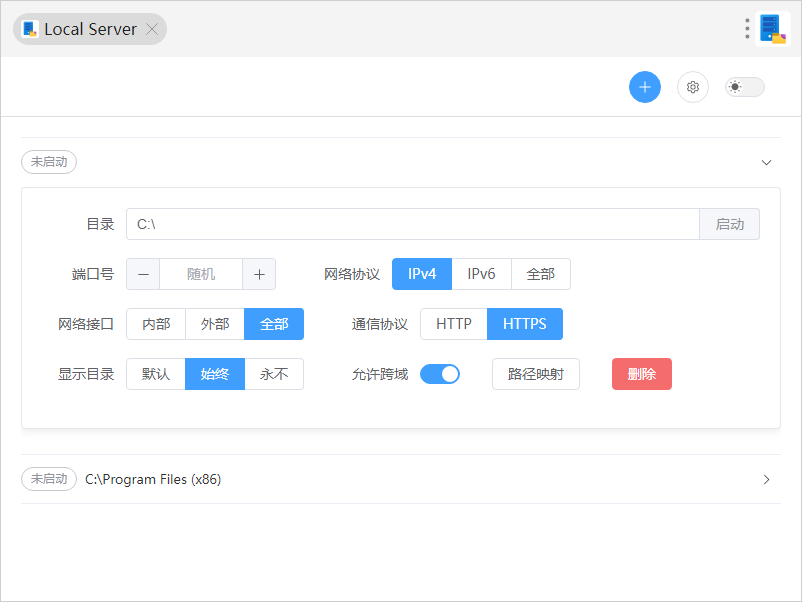 Local Server
未启动
目录 C:\ 启动
端口号 随机 网络协议 IPv4 IPv6 全部
网络接口 内部 外部 全部 通信协议 HTTP HTTPS
显示目录 默认 始终 永不 允许跨域 路径映射 删除
未启动 C:\Program Files (x86)